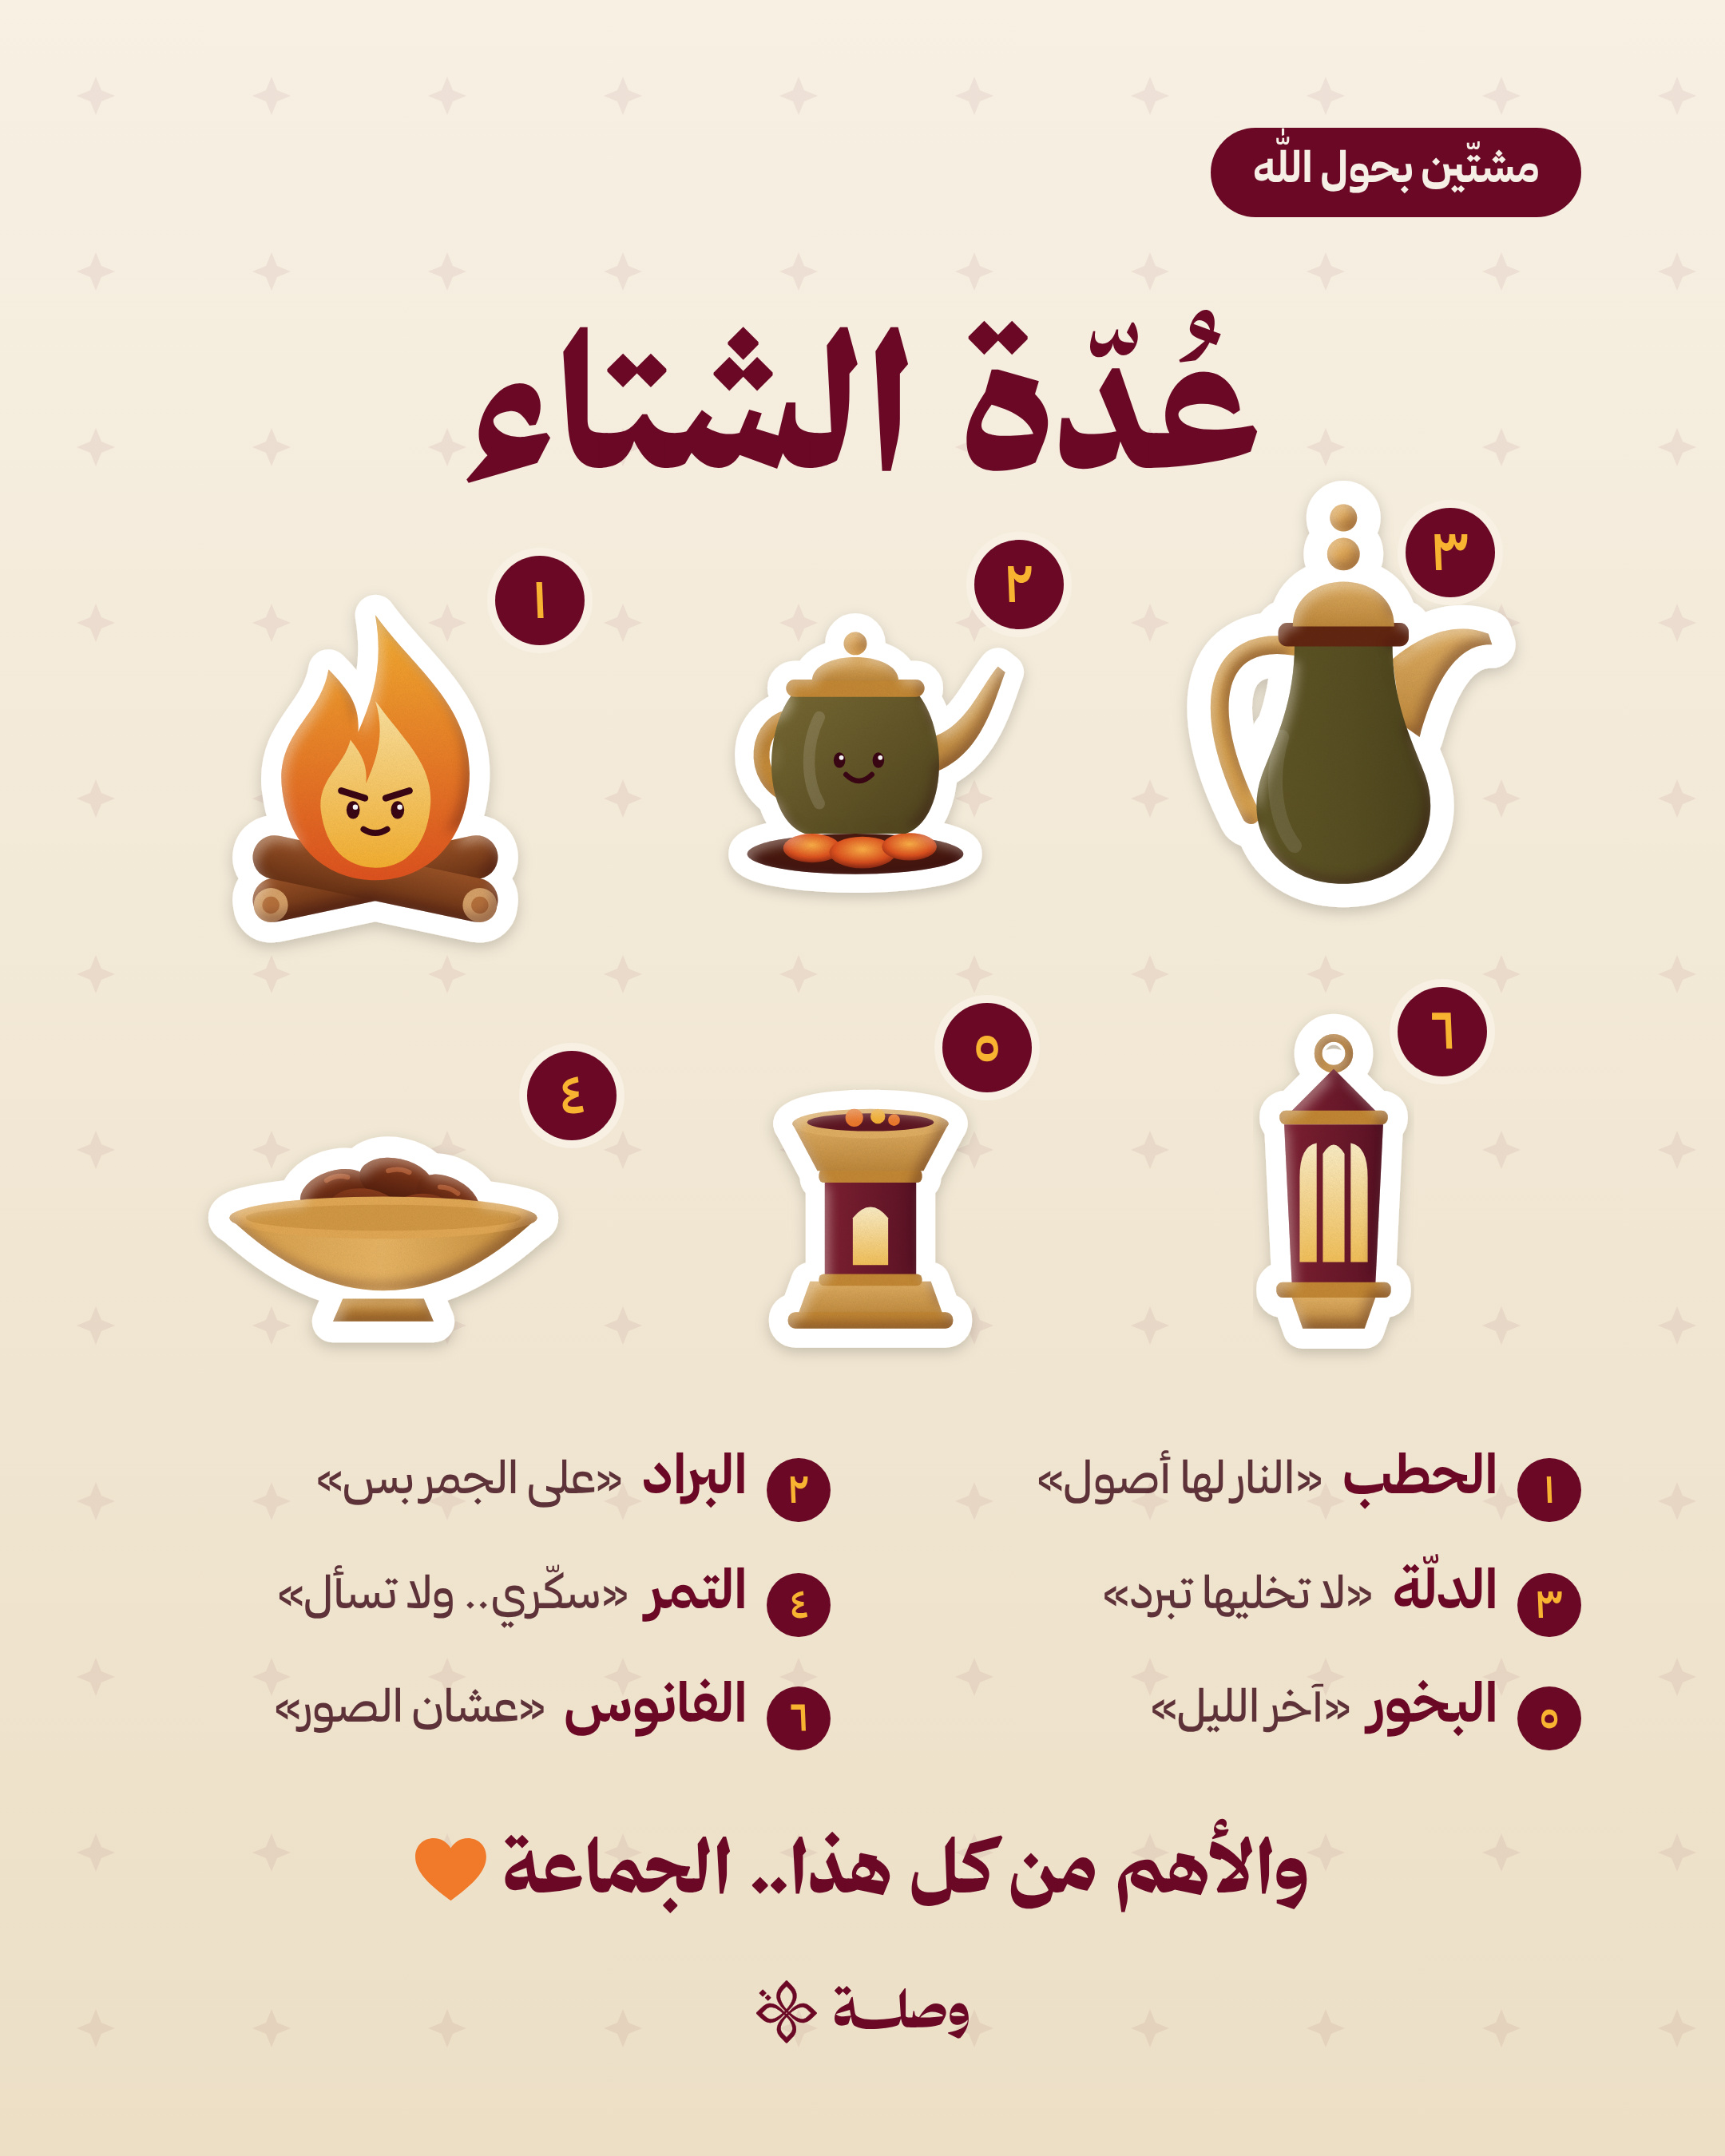 مشتّين بحول الله
عُدّة الشتاء
٣
٢
١
٦
٥
٤
١ الحطب «النار لها أصول»
٢ البراد «على الجمر بس»
٣ الدلّة «لا تخليها تبرد»
٤ التمر «سكّري.. ولا تسأل»
٥ البخور «آخر الليل»
٦ الفانوس «عشان الصور»
والأهم من كل هذا.. الجماعة
وصلـــة